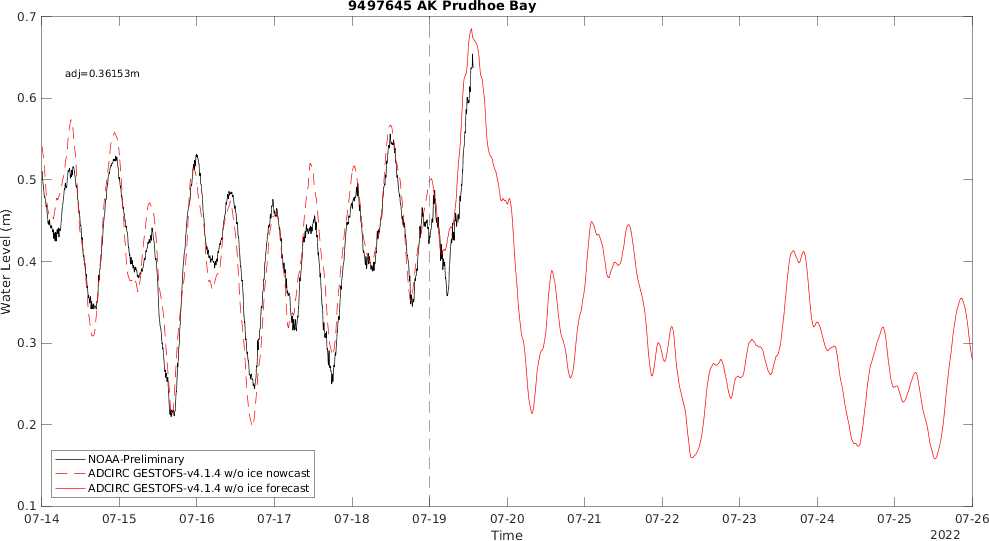 9497645 AK Prudhoe Bay
0.7
0.6
0.5
0.4
0.3
0.2
0.1
Water Level (m)
adj=0.36153m
NOAA-Preliminary
ADCIRC GESTOFS-v4.1.4 w/o ice nowcast
ADCIRC GESTOFS-v4.1.4 w/o ice forecast
07-14 07-15 07-16 07-17 07-18 07-19 07-20 07-21 07-22 07-23 07-24 07-25 07-26
Time
2022